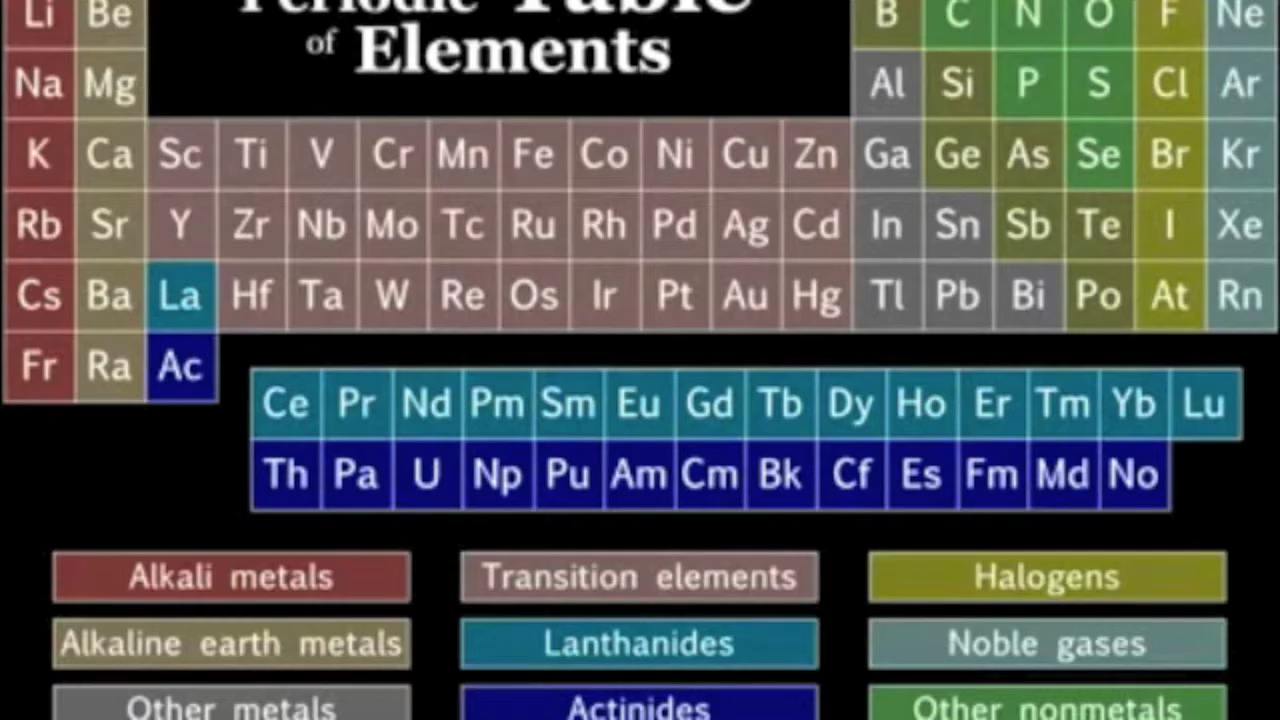 Periodic Table
of Elements
Li Be B C N O F Ne
Na Mg Al Si P S Cl Ar
K Ca Sc Ti V Cr Mn Fe Co Ni Cu Zn Ga Ge As Se Br Kr
Rb Sr Y Zr Nb Mo Tc Ru Rh Pd Ag Cd In Sn Sb Te I Xe
Cs Ba La Hf Ta W Re Os Ir Pt Au Hg Tl Pb Bi Po At Rn
Fr Ra Ac
Ce Pr Nd Pm Sm Eu Gd Tb Dy Ho Er Tm Yb Lu
Th Pa U Np Pu Am Cm Bk Cf Es Fm Md No
Alkali metals Transition elements Halogens
Alkaline earth metals Lanthanides Noble gases
Other metals Actinides Other nonmetals